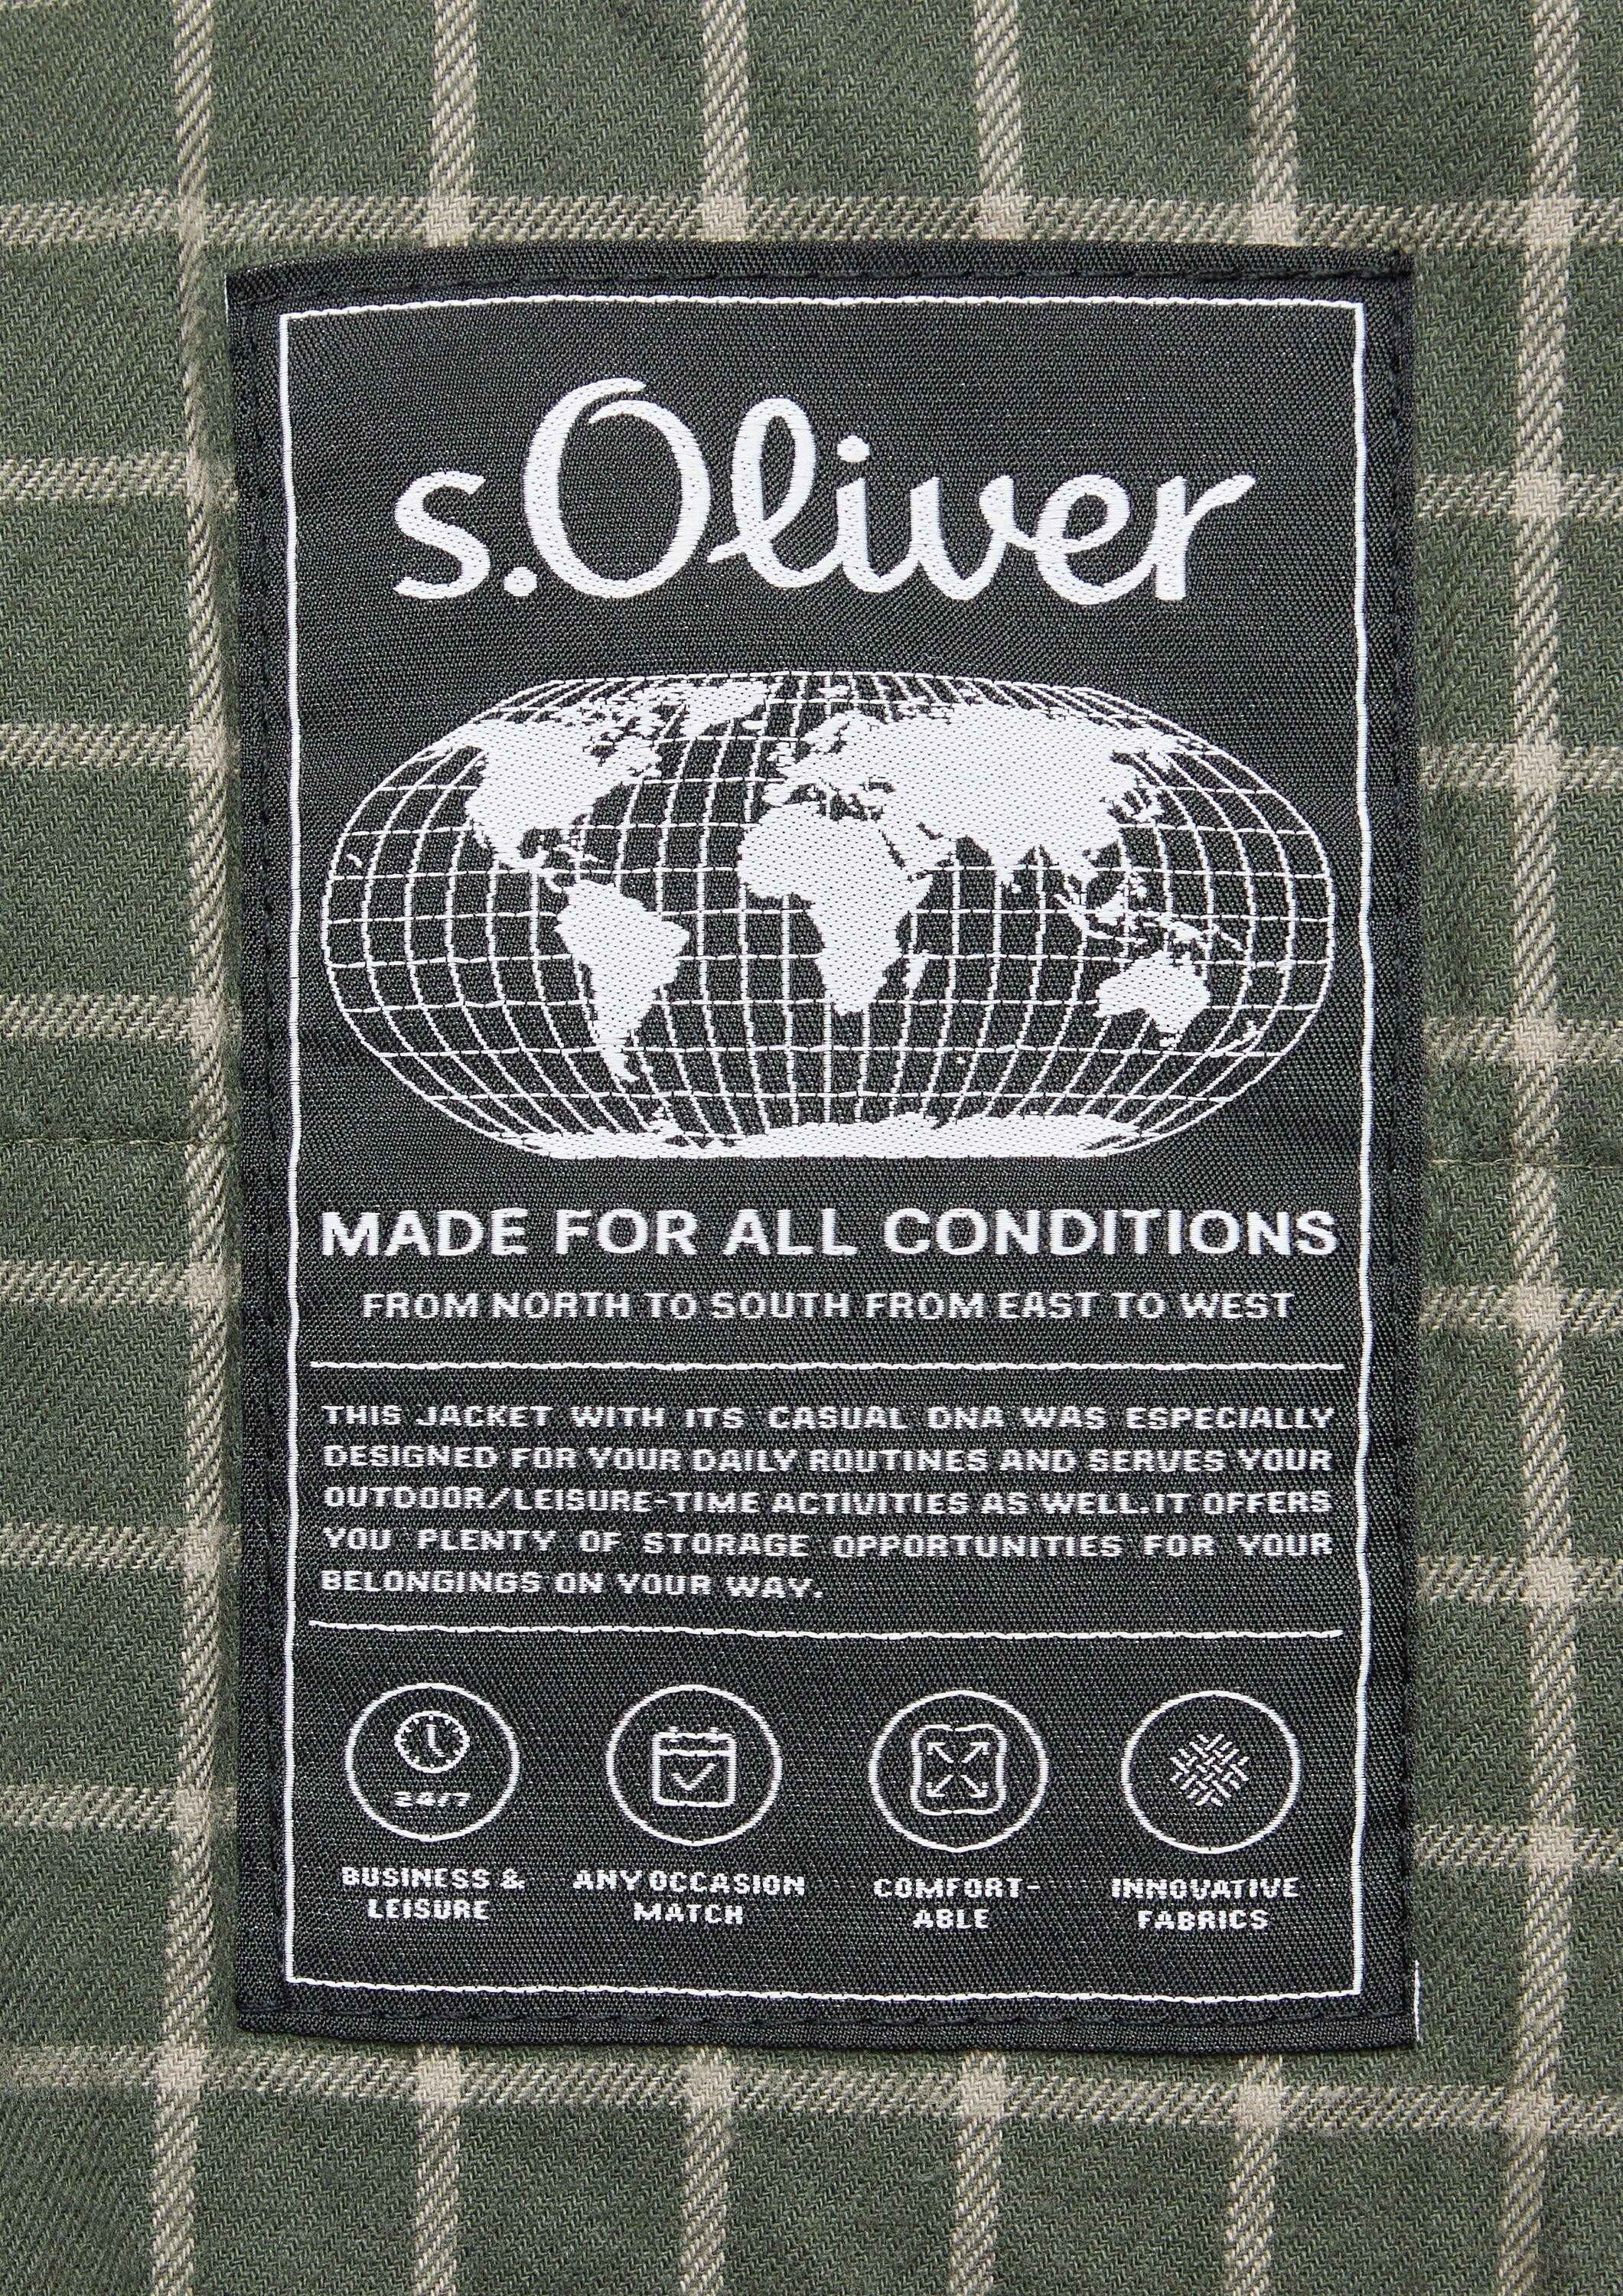 s.Oliver
MADE FOR ALL CONDITIONS
FROM NORTH TO SOUTH FROM EAST TO WEST
THIS JACKET WITH ITS CASUAL DNA WAS ESPECIALLY
DESIGNED FOR YOUR DAILY ROUTINES AND SERVES YOUR
OUTDOOR/LEISURE-TIME ACTIVITIES AS WELL. IT OFFERS
YOU PLENTY OF STORAGE OPPORTUNITIES FOR YOUR
BELONGINGS ON YOUR WAY.
24/7
BUSINESS &
LEISURE
ANY OCCASION
MATCH
COMFORT-
ABLE
INNOVATIVE
FABRICS